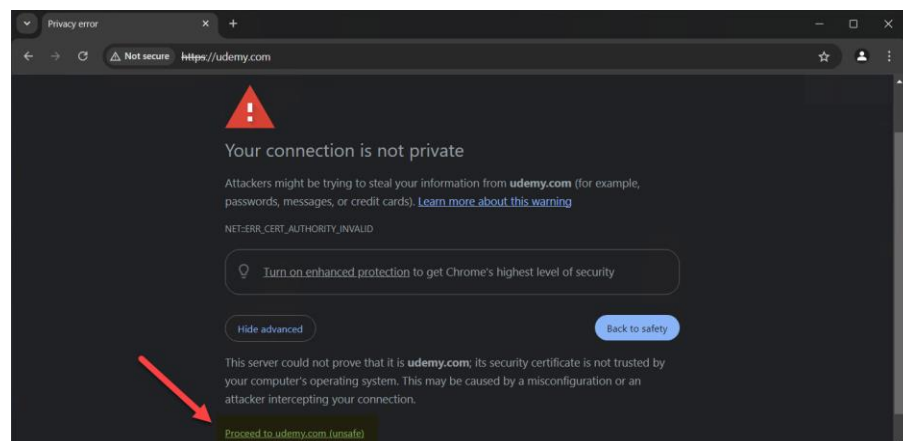 Privacy error
Not secure https://udemy.com
Your connection is not private
Attackers might be trying to steal your information from udemy.com (for example,
passwords, messages, or credit cards). Learn more about this warning
NET::ERR_CERT_AUTHORITY_INVALID
Turn on enhanced protection to get Chrome's highest level of security
Hide advanced
Back to safety
This server could not prove that it is udemy.com; its security certificate is not trusted by
your computer's operating system. This may be caused by a misconfiguration or an
attacker intercepting your connection.
Proceed to udemy.com (unsafe)